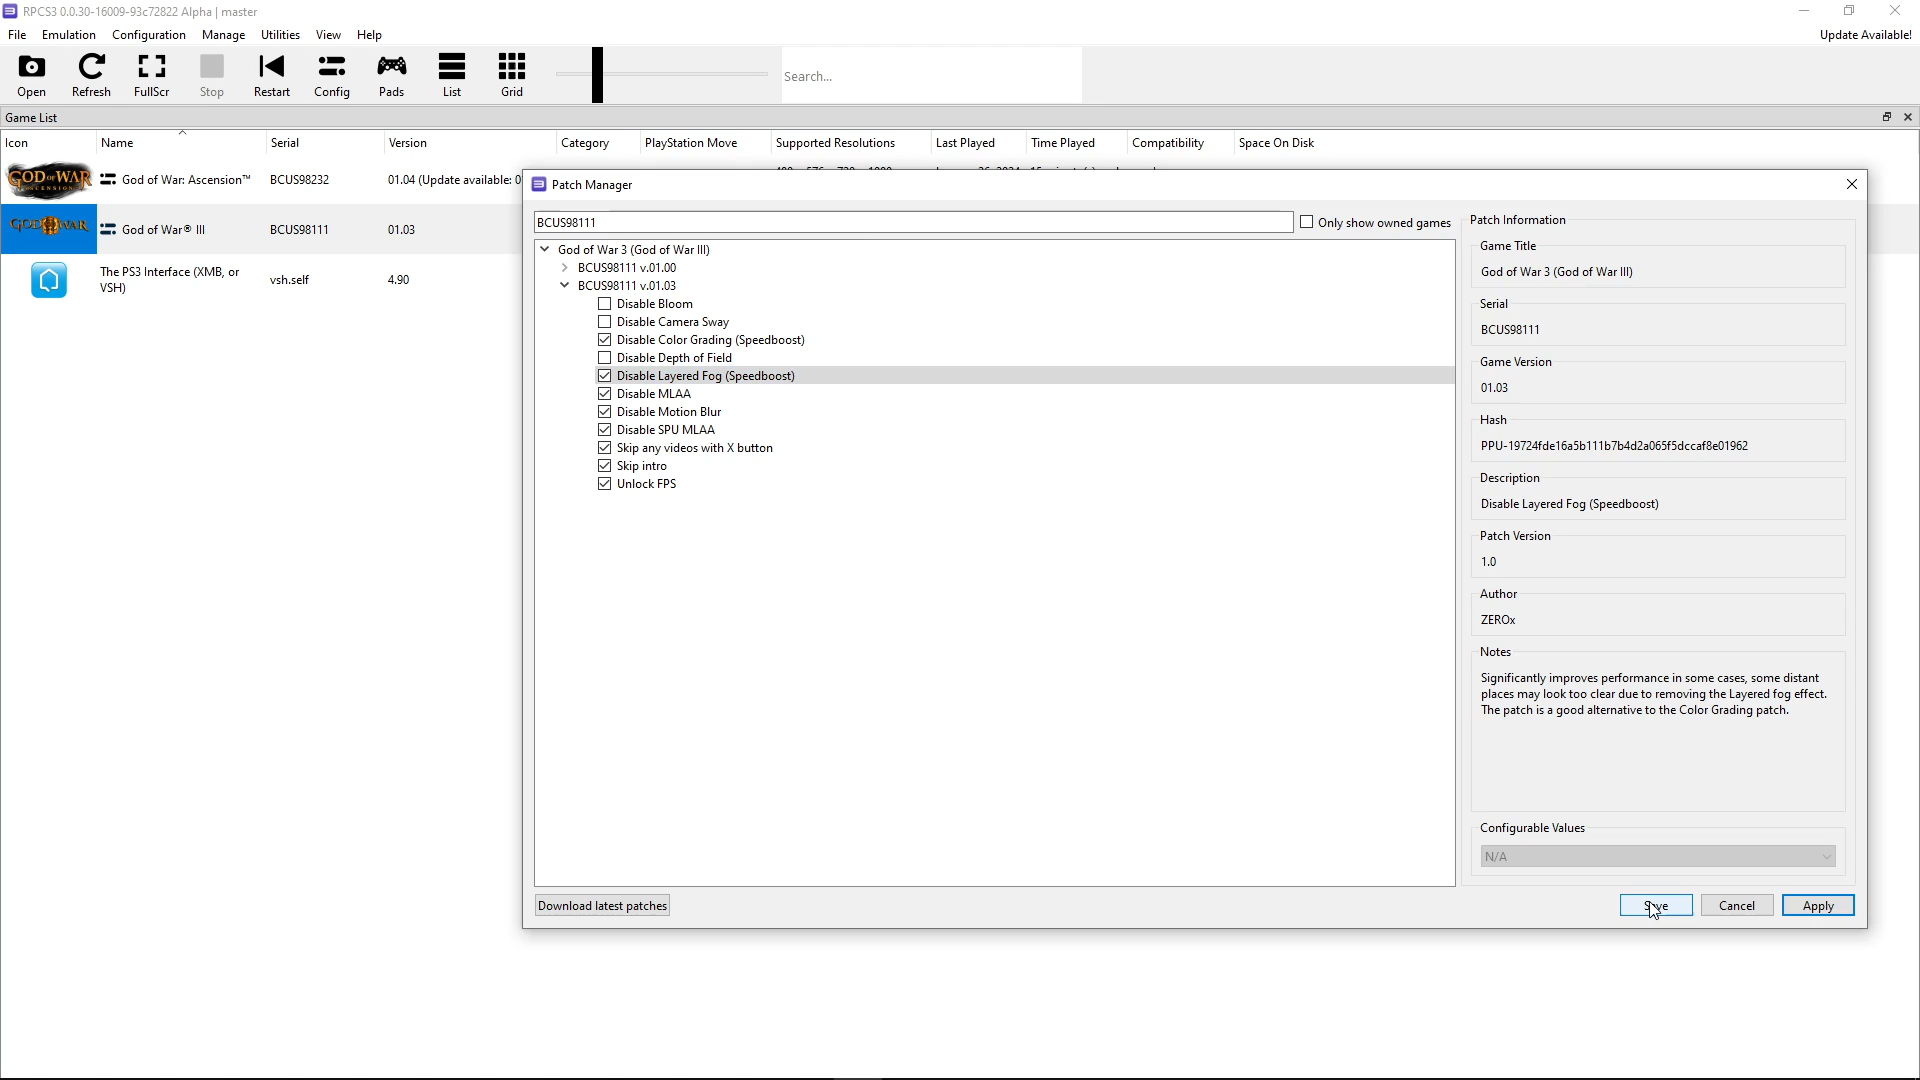 RPCS3 0.0.30-16009-93c72822 Alpha | master
File Emulation Configuration Manage Utilities View Help Update Available!
Open Refresh FullScr Stop Restart Config Pads List Grid Search...
Game List
Icon Name Serial Version Category PlayStation Move Supported Resolutions Last Played Time Played Compatibility Space On Disk
GOD OF WAR ASCENSION God of War: Ascension™ BCUS98232 01.04 (Update available: 0
GOD OF WAR God of War® III BCUS98111 01.03
The PS3 Interface (XMB, or
VSH) vsh.self 4.90
Patch Manager
BCUS98111 Only show owned games
God of War 3 (God of War III)
BCUS98111 v.01.00
BCUS98111 v.01.03
Disable Bloom
Disable Camera Sway
Disable Color Grading (Speedboost)
Disable Depth of Field
Disable Layered Fog (Speedboost)
Disable MLAA
Disable Motion Blur
Disable SPU MLAA
Skip any videos with X button
Skip intro
Unlock FPS
Patch Information
Game Title
God of War 3 (God of War III)
Serial
BCUS98111
Game Version
01.03
Hash
PPU-19724fde16a5b111b7b4d2a065f5dccaf8e01962
Description
Disable Layered Fog (Speedboost)
Patch Version
1.0
Author
ZEROx
Notes
Significantly improves performance in some cases, some distant
places may look too clear due to removing the Layered fog effect.
The patch is a good alternative to the Color Grading patch.
Configurable Values
N/A
Download latest patches Save Cancel Apply